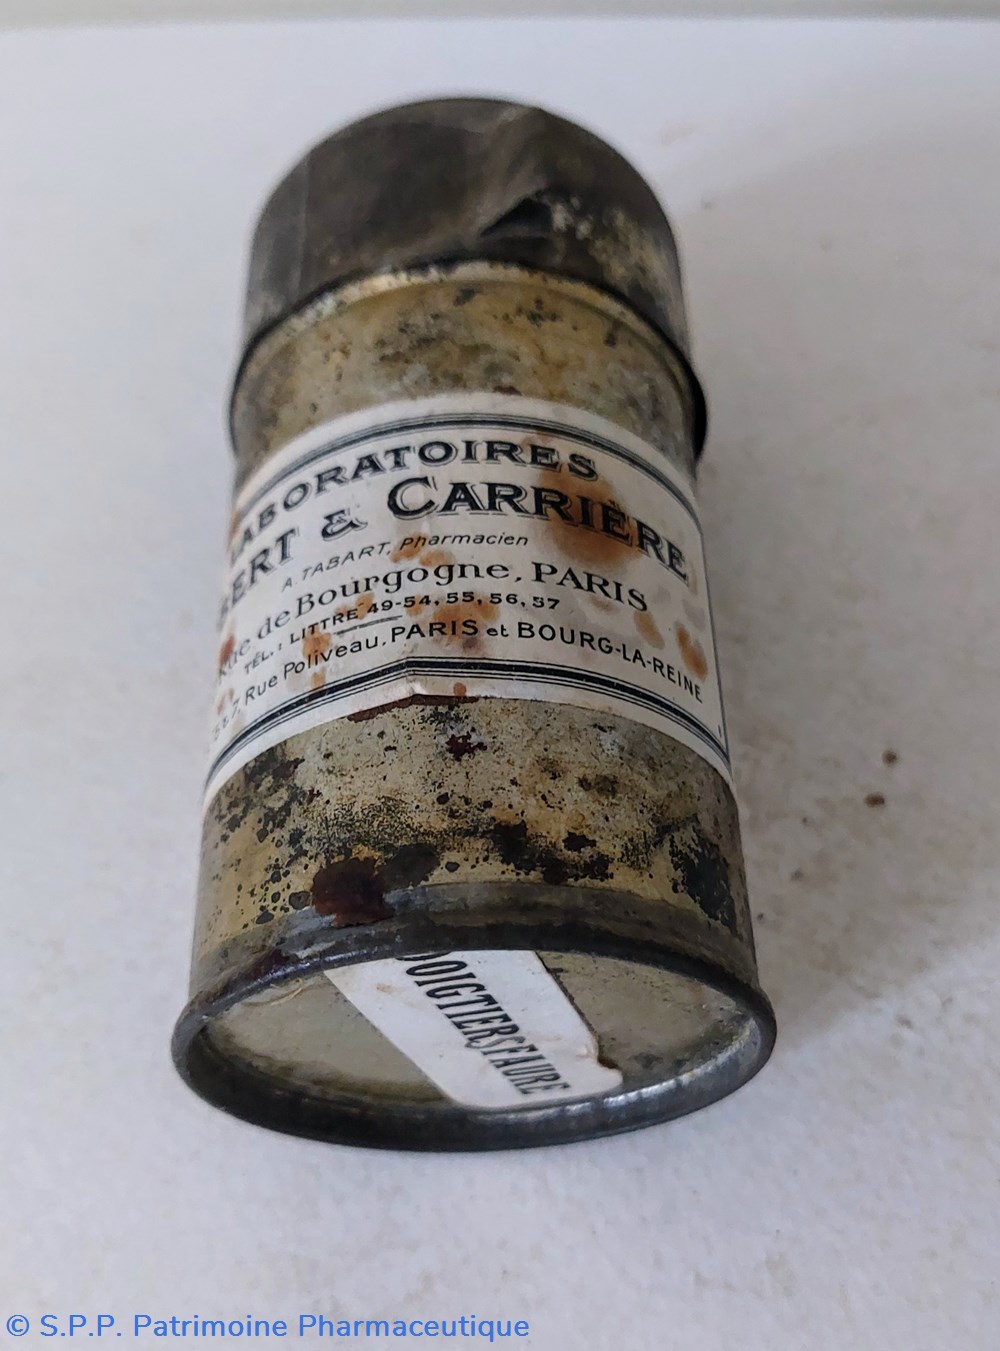 LABORATOIRES
BERT & CARRIÈRE
A. TABART, Pharmacien
Rue de Bourgogne, PARIS
TÉL.: LITTRÉ 49-54, 55, 56, 57
Rue Poliveau, PARIS et BOURG-LA-REINE
DOIGTIERS FAURE
© S.P.P. Patrimoine Pharmaceutique